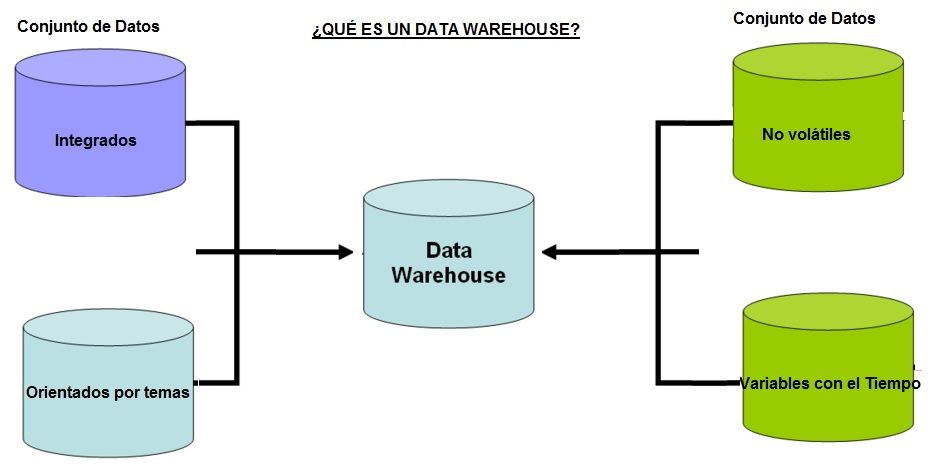 Conjunto de Datos
¿QUÉ ES UN DATA WAREHOUSE?
Conjunto de Datos
Integrados
No volátiles
Data
Warehouse
Orientados por temas
Variables con el Tiempo